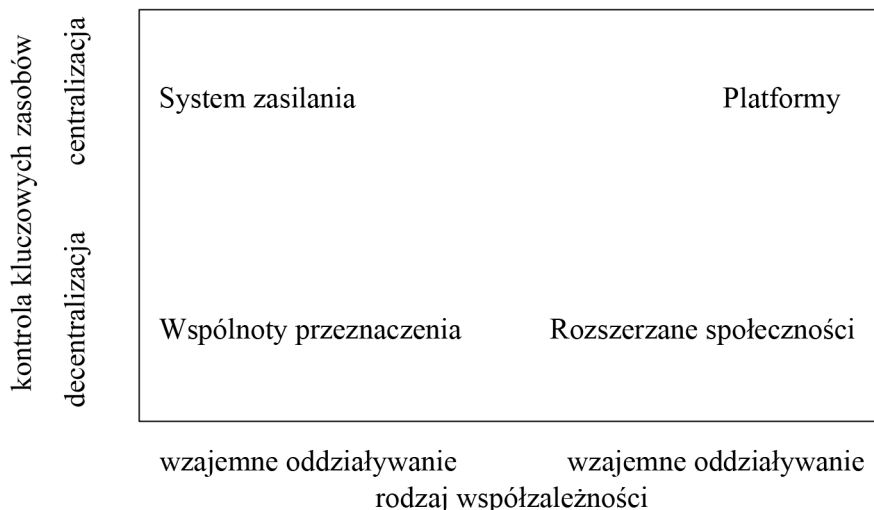 kontrola kluczowych zasobów
centralizacja
decentralizacja
System zasilania
Platformy
Wspólnoty przeznaczenia
Rozszerzane społeczności
wzajemne oddziaływanie
wzajemne oddziaływanie
rodzaj współzależności